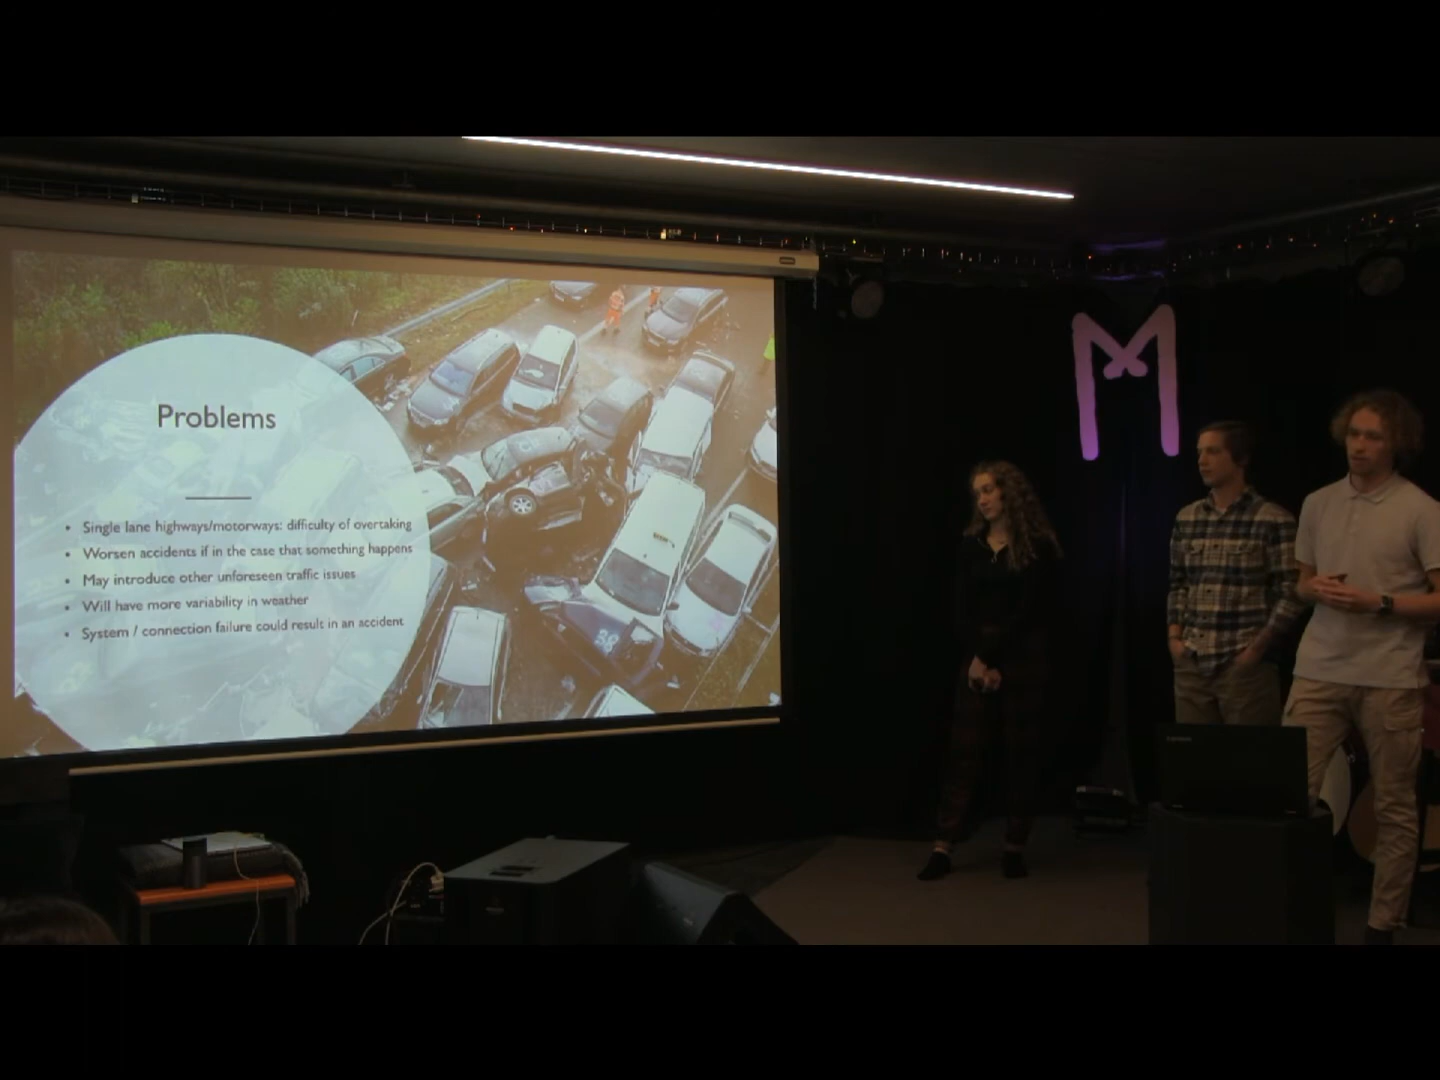 Problems
• Single lane highways/motorways: difficulty of overtaking
• Worsen accidents if in the case that something happens
• May introduce other unforeseen traffic issues
• Will have more variability in weather
• System / connection failure could result in an accident